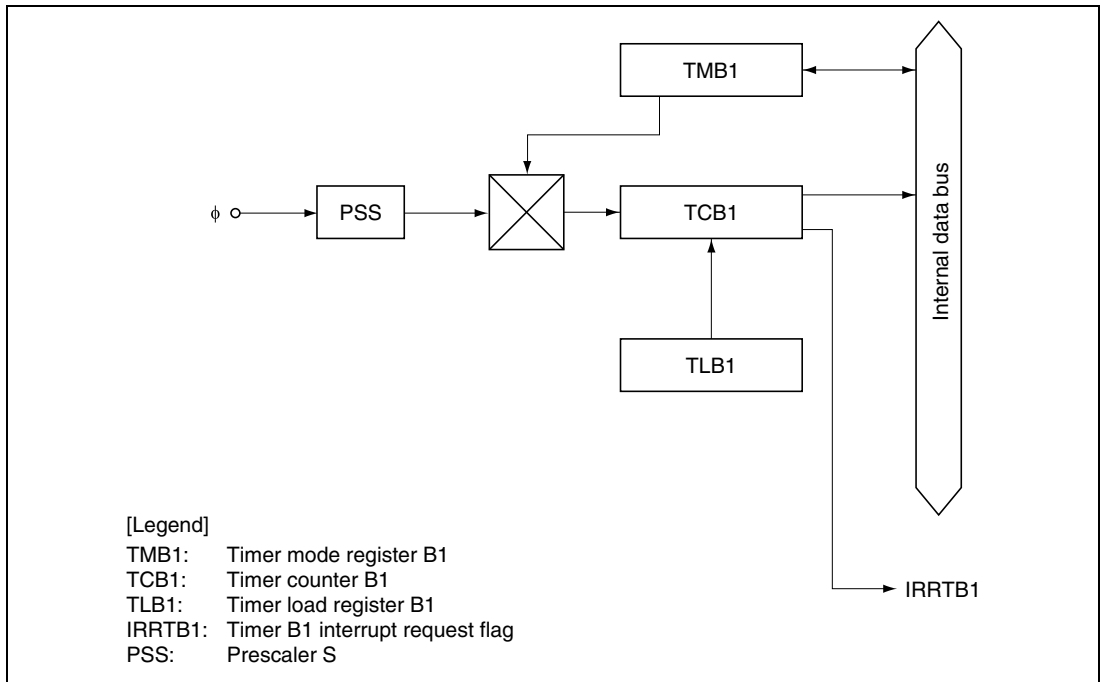 TMB1
φ
PSS
TCB1
Internal data bus
TLB1
IRRTB1
[Legend]
TMB1: Timer mode register B1
TCB1: Timer counter B1
TLB1: Timer load register B1
IRRTB1: Timer B1 interrupt request flag
PSS: Prescaler S